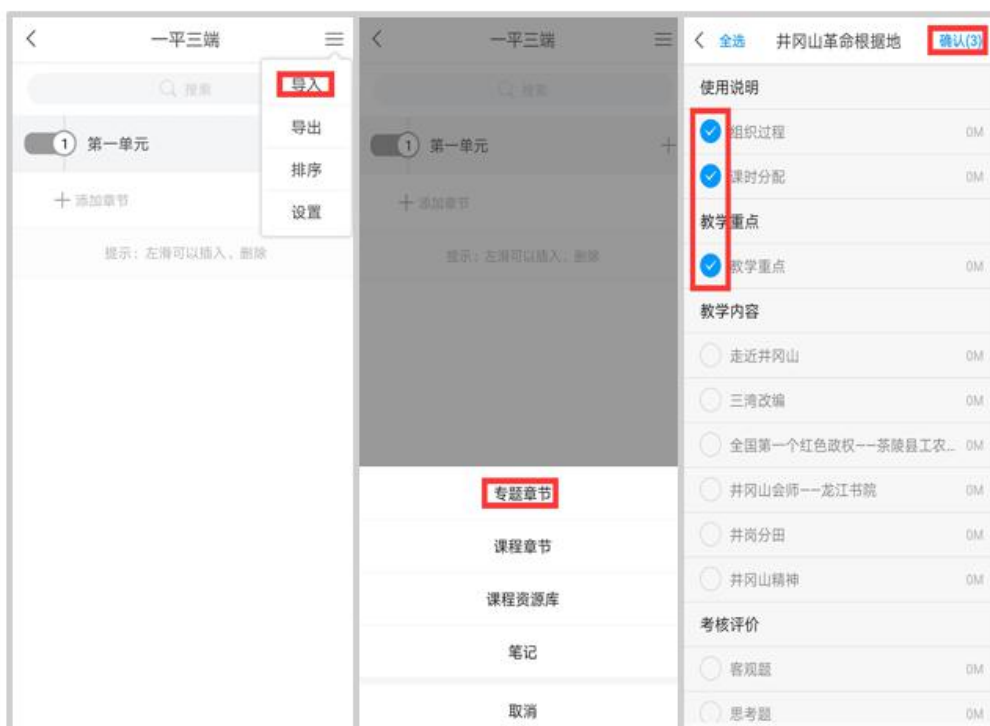 一平三端
搜索
导入
导出
排序
设置
1 第一单元
添加章节
提示：左滑可以插入、删除
一平三端
搜索
1 第一单元
添加章节
提示：左滑可以插入、删除
专题章节
课程章节
课程资源库
笔记
取消
全选 井冈山革命根据地 确认(3)
使用说明
组织过程 0M
课时分配 0M
教学重点
教学重点 0M
教学内容
走近井冈山 0M
三湾改编 0M
全国第一个红色政权——茶陵县工农... 0M
井冈山会师——龙江书院 0M
井岗分田 0M
井冈山精神 0M
考核评价
客观题 0M
思考题 0M